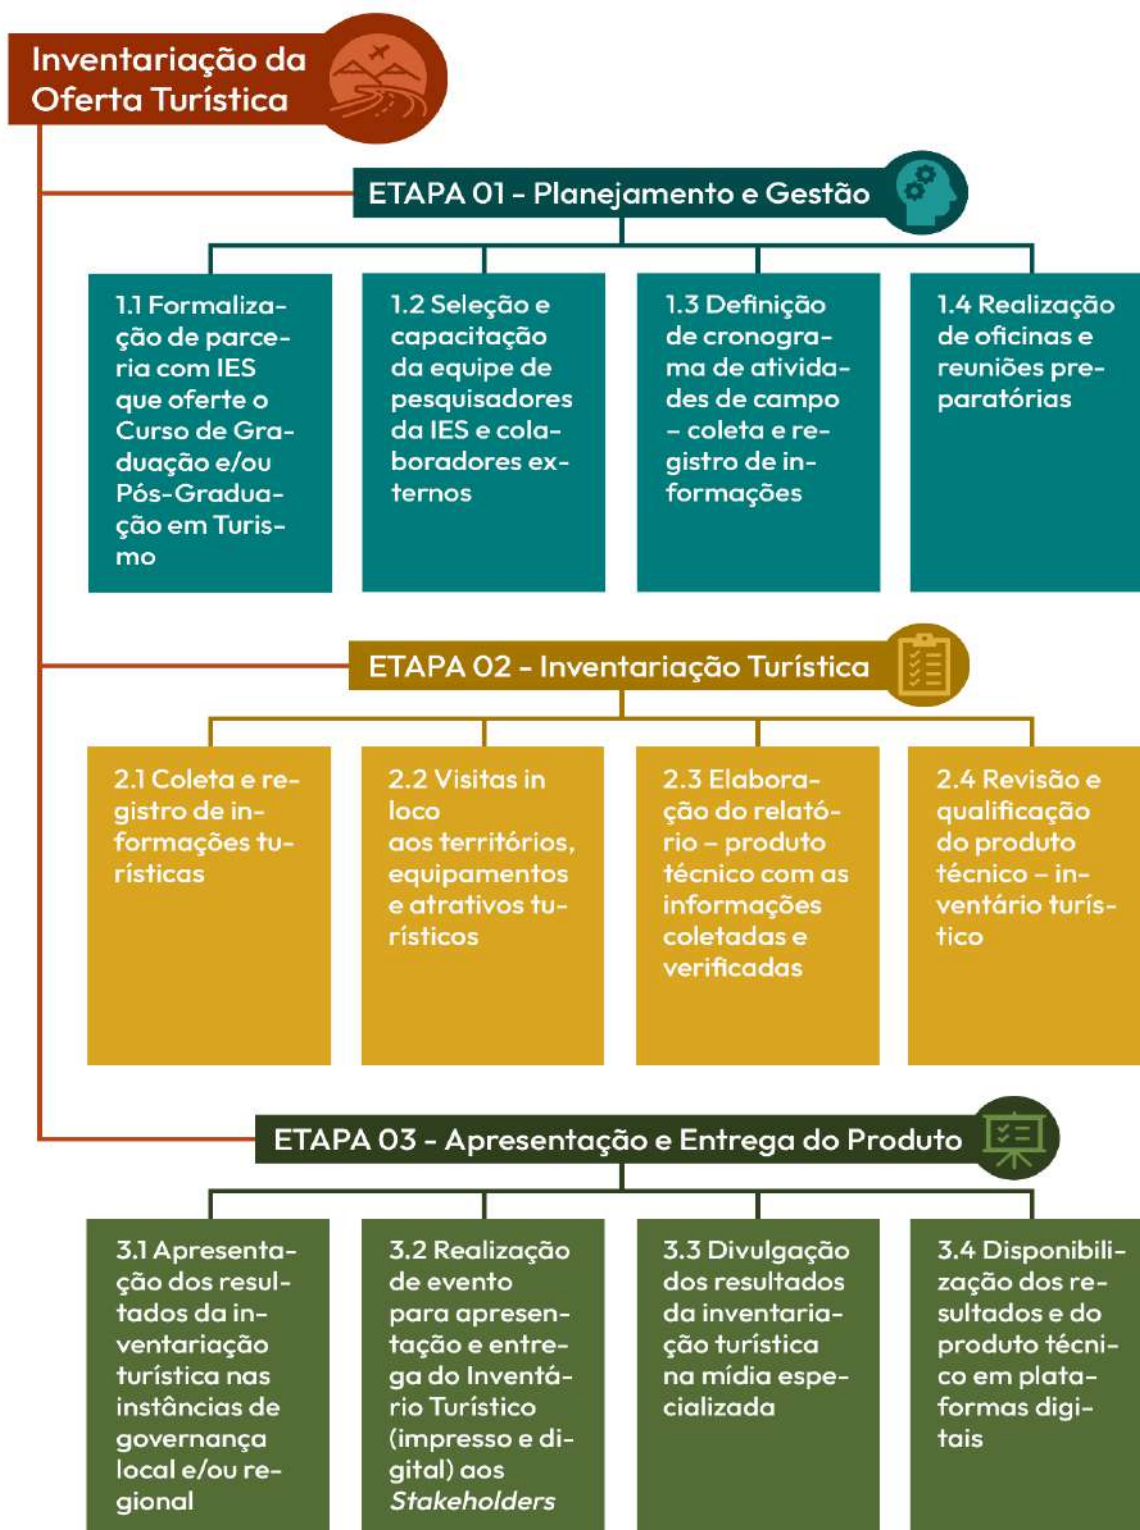 Inventariação da
Oferta Turística
ETAPA 01 - Planejamento e Gestão
1.1 Formaliza-
ção de parce-
ria com IES
que oferte o
Curso de Gra-
duação e/ou
Pós-Gradua-
ção em Turis-
mo
1.2 Seleção e
capacitação
da equipe de
pesquisadores
da IES e cola-
boradores ex-
ternos
1.3 Definição
de cronogra-
ma de ativida-
des de campo
– coleta e re-
gistro de in-
formações
1.4 Realização
de oficinas e
reuniões pre-
paratórias
ETAPA 02 - Inventariação Turística
2.1 Coleta e re-
gistro de in-
formações tu-
rísticas
2.2 Visitas in
loco
aos territórios,
equipamentos
e atrativos tu-
rísticos
2.3 Elabora-
ção do relató-
rio – produto
técnico com as
informações
coletadas e
verificadas
2.4 Revisão e
qualificação
do produto
técnico – in-
ventário turís-
tico
ETAPA 03 - Apresentação e Entrega do Produto
3.1 Apresenta-
ção dos resul-
tados da in-
ventariação
turística nas
instâncias de
governança
local e/ou re-
gional
3.2 Realização
de evento
para apresen-
tação e entre-
ga do Inventá-
rio Turístico
(impresso e di-
gital) aos
Stakeholders
3.3 Divulgação
dos resultados
da inventaria-
ção turística
na mídia espe-
cializada
3.4 Disponibili-
zação dos re-
sultados e do
produto técni-
co em plata-
formas digi-
tais